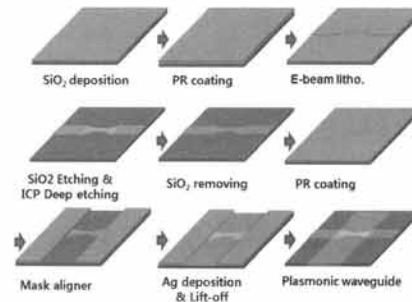 SiO₂ deposition
PR coating
E-beam litho.
SiO2 Etching &
ICP Deep etching
SiO₂ removing
PR coating
Mask aligner
Ag deposition
& Lift-off
Plasmonic waveguide